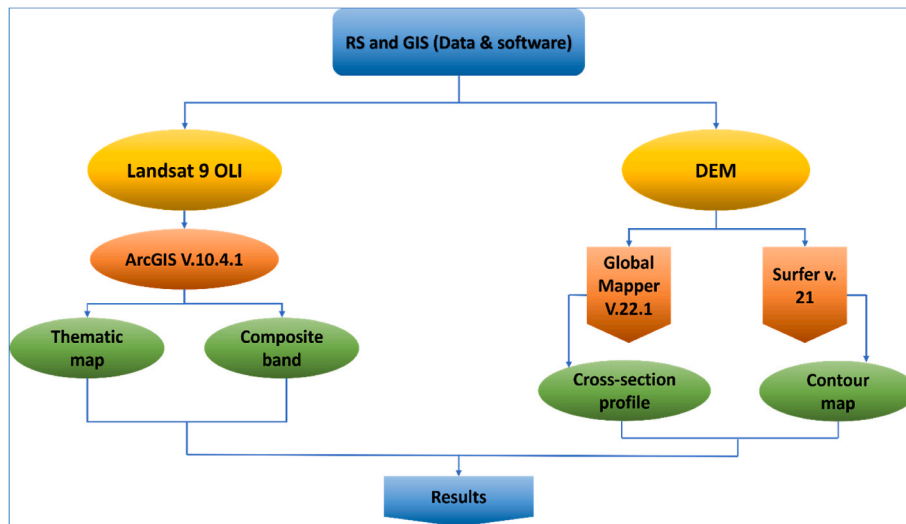 RS and GIS (Data & software)
Landsat 9 OLI
DEM
ArcGIS V.10.4.1
Global
Mapper
V.22.1
Surfer v.
21
Thematic
map
Composite
band
Cross-section
profile
Contour
map
Results